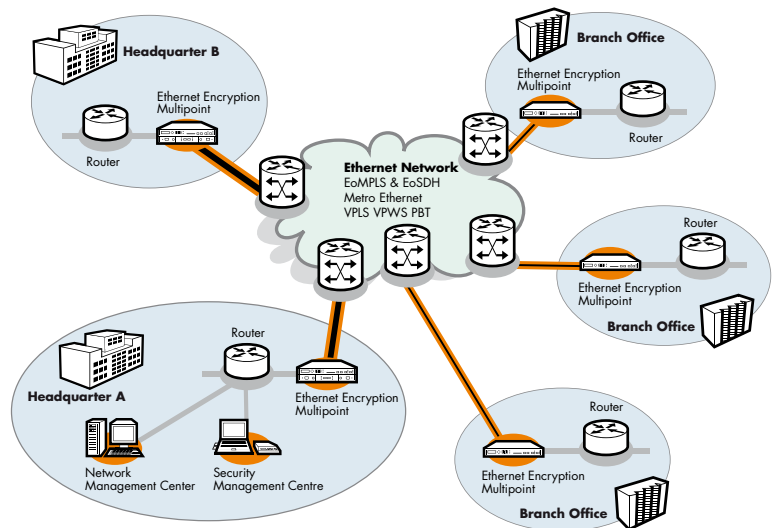 Headquarter B
Ethernet Encryption
Multipoint
Router
Branch Office
Ethernet Encryption
Multipoint
Router
Ethernet Network
EoMPLS & EoSDH
Metro Ethernet
VPLS VPWS PBT
Router
Ethernet Encryption
Multipoint
Branch Office
Router
Headquarter A
Ethernet Encryption
Multipoint
Network
Management Center
Security
Management Centre
Router
Ethernet Encryption
Multipoint
Branch Office